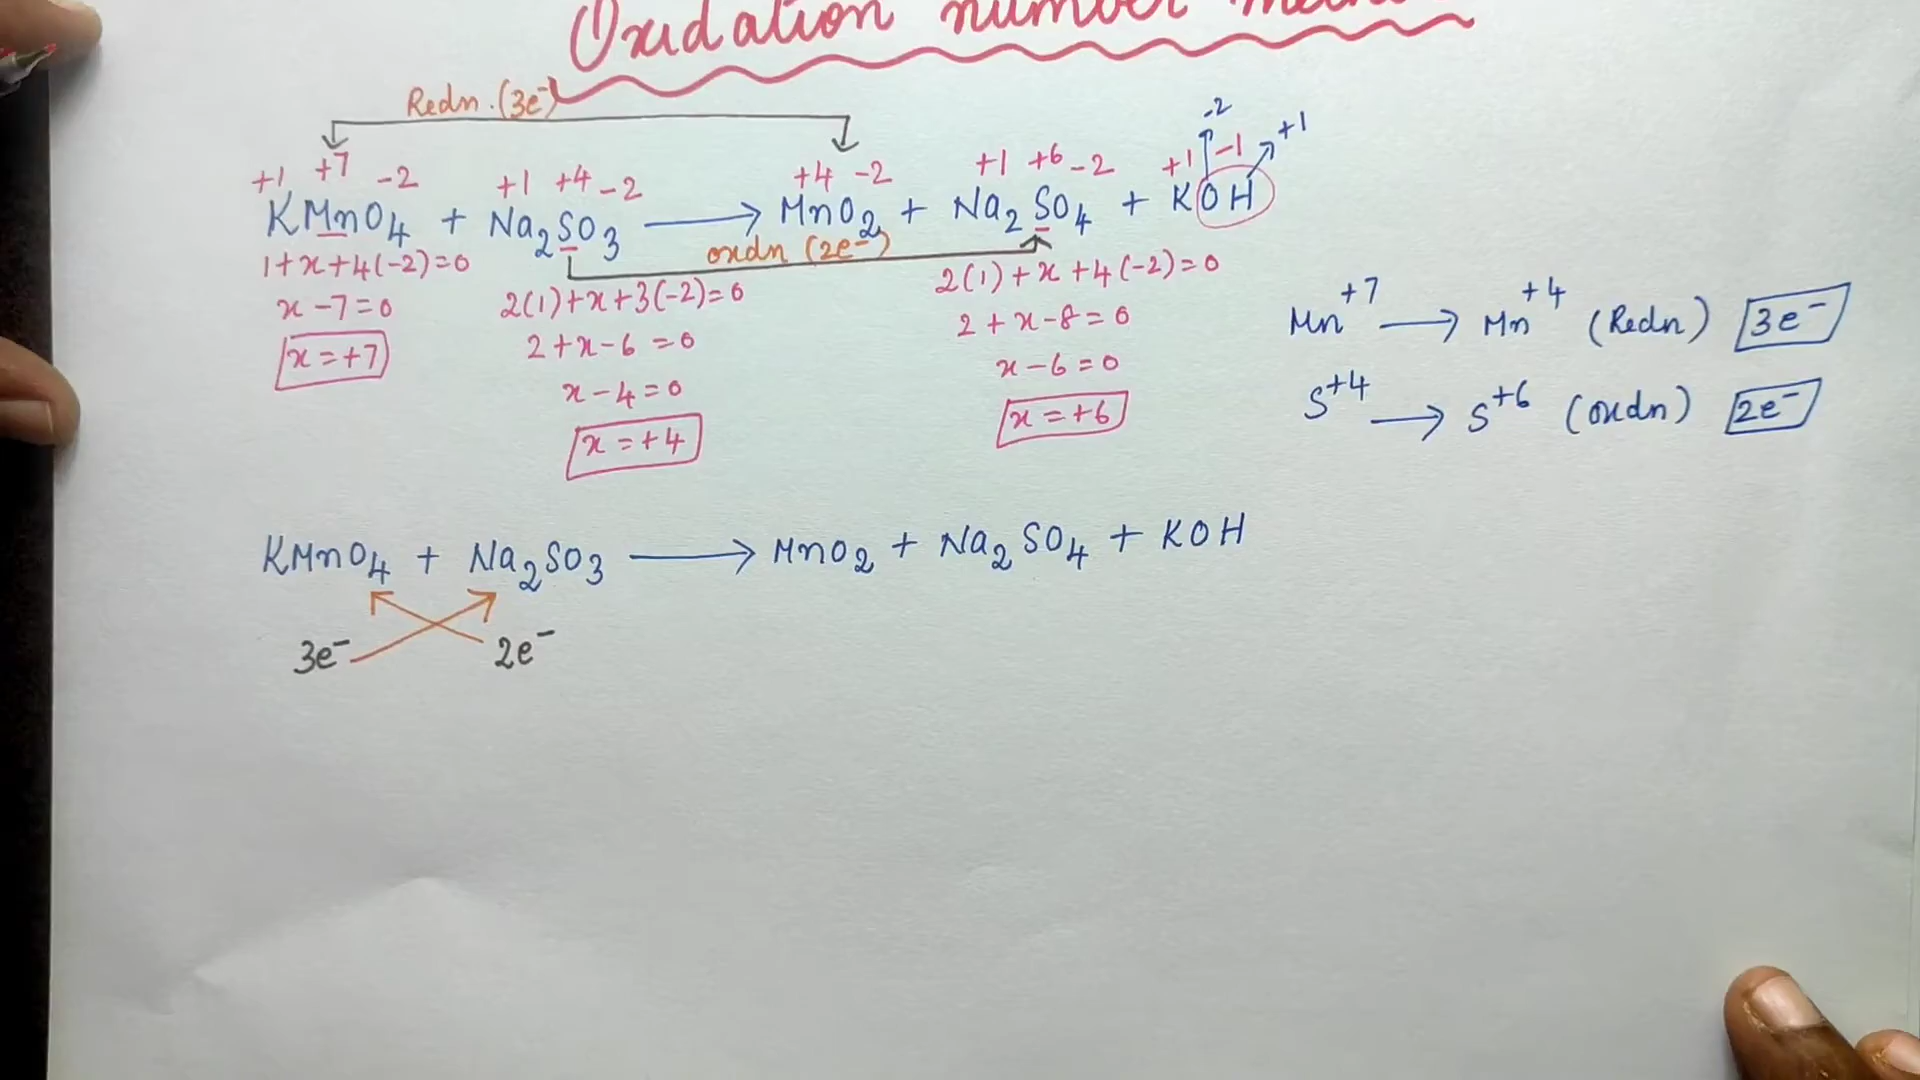 Oxidation number
Redn.(3e⁻)
-2
+1
+1 +7 -2 +1 +4 -2 +4 -2 +1 +6 -2 +1 -1
KMnO₄ + Na₂SO₃ ⟶ MnO₂ + Na₂SO₄ + KOH
oxdn (2e⁻)
1+x+4(-2)=0
x-7=0
x=+7
2(1)+x+3(-2)=0
2+x-6=0
x-4=0
x=+4
2(1)+x+4(-2)=0
2+x-8=0
x-6=0
x=+6
Mn⁺⁷ ⟶ Mn⁺⁴ (Redn) 3e⁻
S⁺⁴ ⟶ S⁺⁶ (oxdn) 2e⁻
KMnO₄ + Na₂SO₃ ⟶ MnO₂ + Na₂SO₄ + KOH
3e⁻ 2e⁻